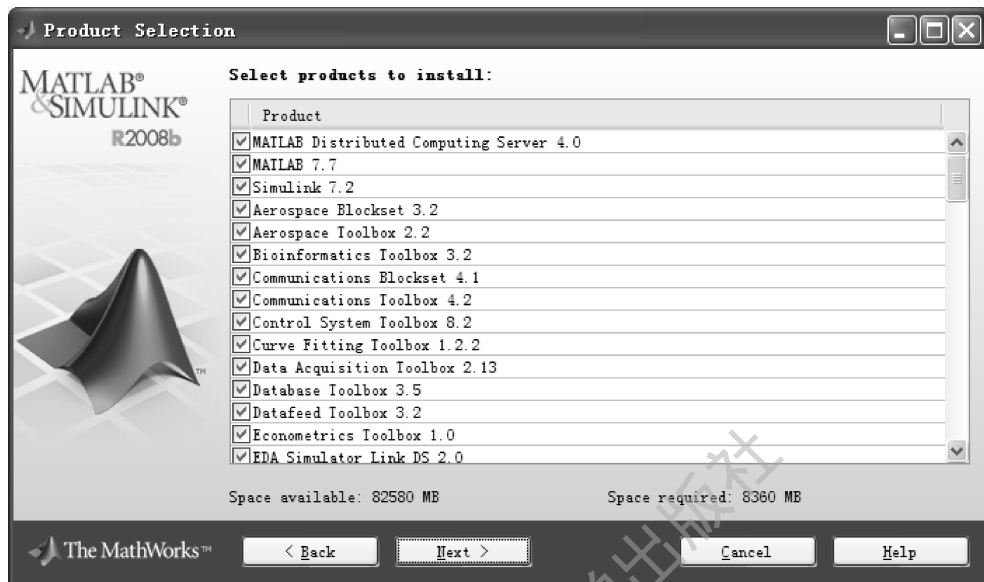 Product Selection
MATLAB®
&SIMULINK®
R2008b
Select products to install:
Product
MATLAB Distributed Computing Server 4.0
MATLAB 7.7
Simulink 7.2
Aerospace Blockset 3.2
Aerospace Toolbox 2.2
Bioinformatics Toolbox 3.2
Communications Blockset 4.1
Communications Toolbox 4.2
Control System Toolbox 8.2
Curve Fitting Toolbox 1.2.2
Data Acquisition Toolbox 2.13
Database Toolbox 3.5
Datafeed Toolbox 3.2
Econometrics Toolbox 1.0
EDA Simulator Link DS 2.0
TM
Space available: 82580 MB Space required: 8360 MB
The MathWorks™
< Back Next > Cancel Help
出版社